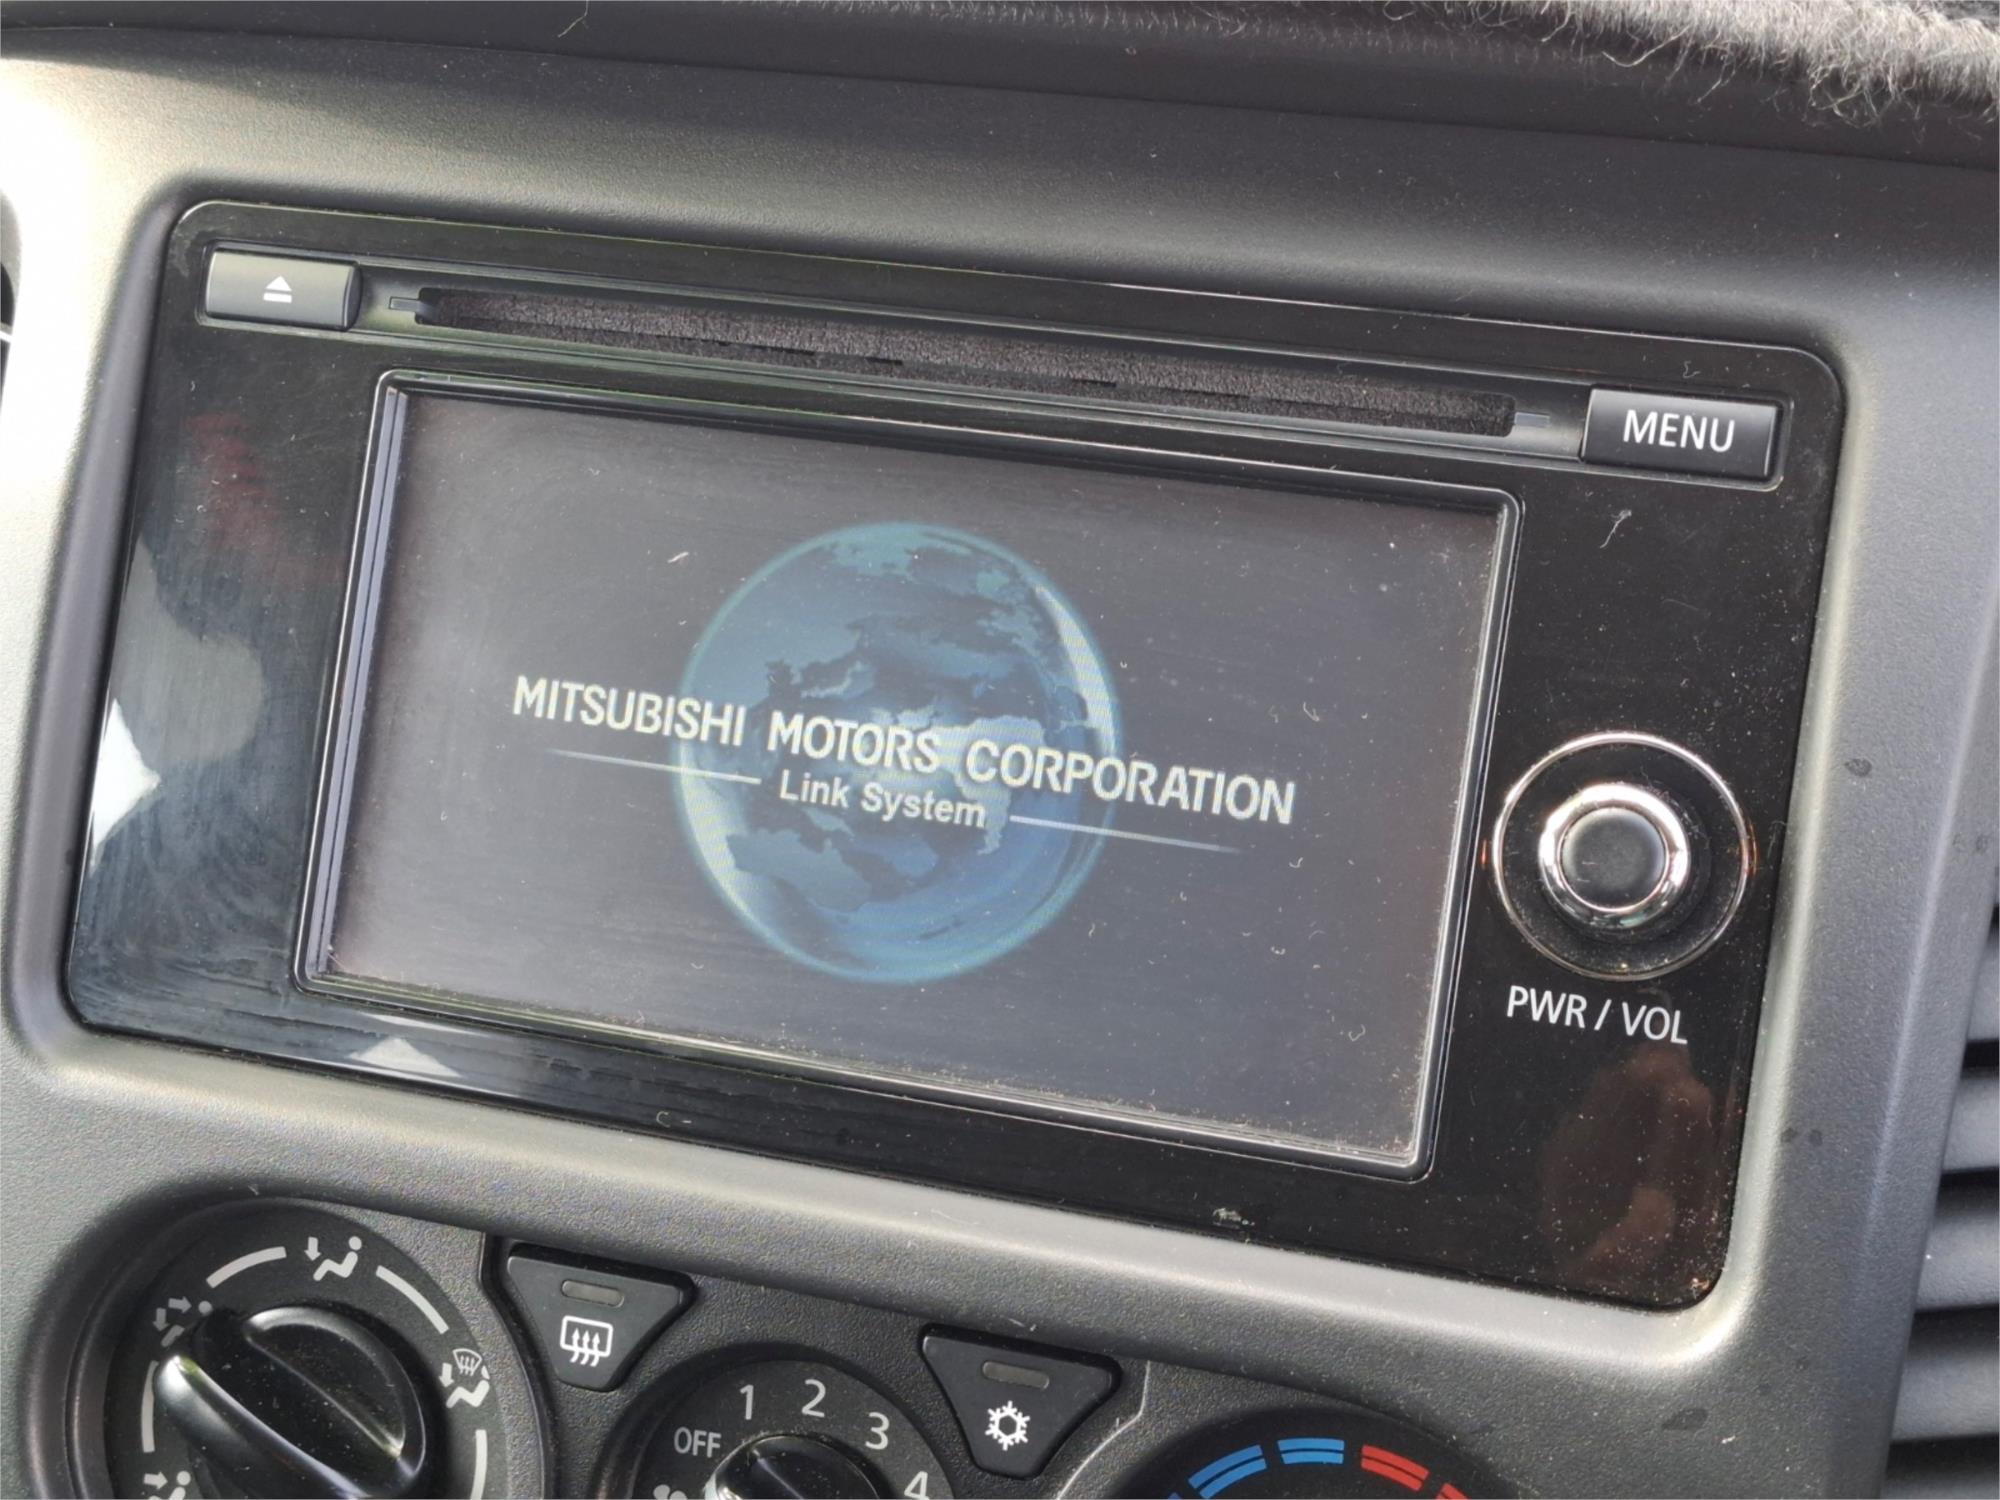 MENU
MITSUBISHI MOTORS CORPORATION
Link System
PWR / VOL
OFF 1 2 3 4